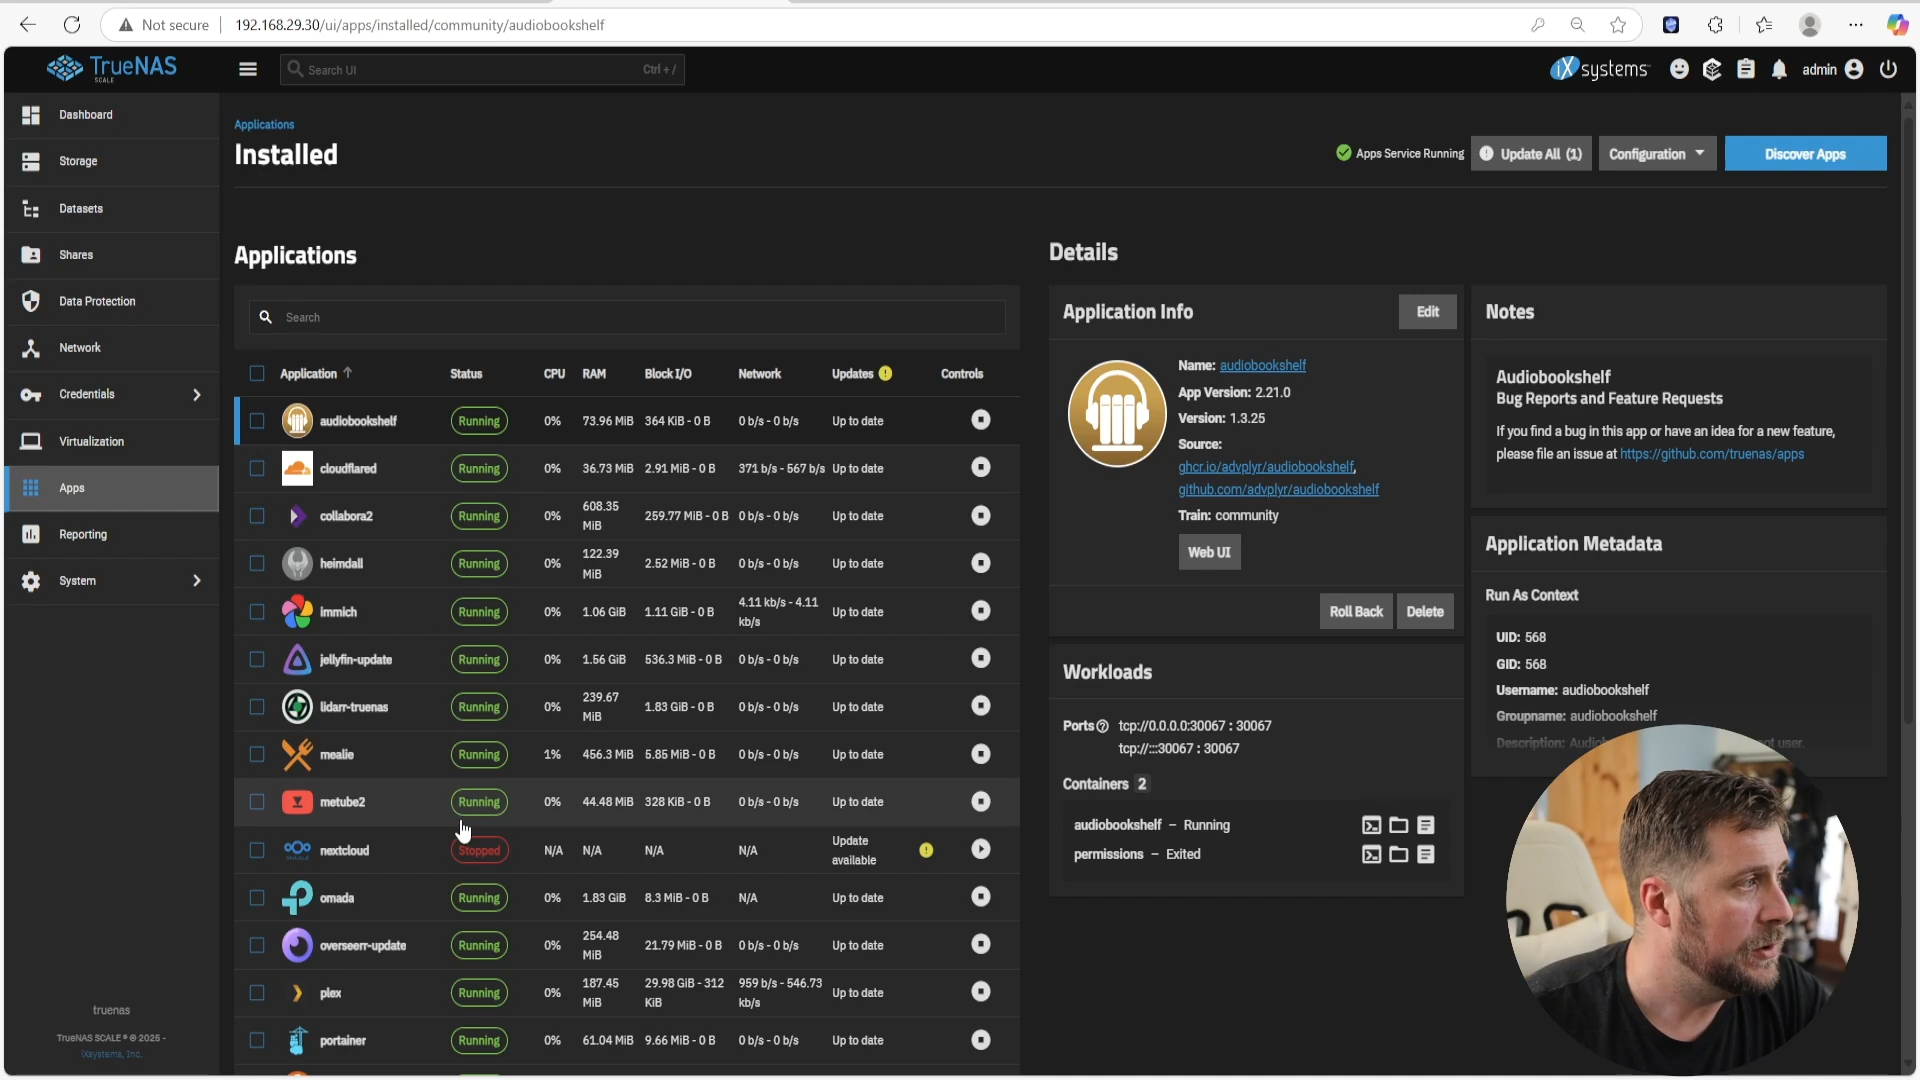 Not secure
192.168.29.30/ui/apps/installed/community/audiobookshelf
TrueNAS
SCALE
Search UI
Ctrl + /
iXsystems
admin
Dashboard
Storage
Datasets
Shares
Data Protection
Network
Credentials
Virtualization
Apps
Reporting
System
truenas
TrueNAS SCALE ® © 2025 -
iXsystems, Inc.
Applications
Installed
Apps Service Running
Update All (1)
Configuration
Discover Apps
Applications
Search
Application Status CPU RAM Block I/O Network Updates Controls
audiobookshelf Running 0% 73.96 MiB 364 KiB - 0 B 0 b/s - 0 b/s Up to date
cloudflared Running 0% 36.73 MiB 2.91 MiB - 0 B 371 b/s - 567 b/s Up to date
collabora2 Running 0% 608.35 MiB 259.77 MiB - 0 B 0 b/s - 0 b/s Up to date
heimdall Running 0% 122.39 MiB 2.52 MiB - 0 B 0 b/s - 0 b/s Up to date
immich Running 0% 1.06 GiB 1.11 GiB - 0 B 4.11 kb/s - 4.11 kb/s Up to date
jellyfin-update Running 0% 1.56 GiB 536.3 MiB - 0 B 0 b/s - 0 b/s Up to date
lidarr-truenas Running 0% 239.67 MiB 1.83 GiB - 0 B 0 b/s - 0 b/s Up to date
mealie Running 1% 456.3 MiB 5.85 MiB - 0 B 0 b/s - 0 b/s Up to date
metube2 Running 0% 44.48 MiB 328 KiB - 0 B 0 b/s - 0 b/s Up to date
nextcloud Stopped N/A N/A N/A N/A Update available
omada Running 0% 1.83 GiB 8.3 MiB - 0 B N/A Up to date
overseerr-update Running 0% 254.48 MiB 21.79 MiB - 0 B 0 b/s - 0 b/s Up to date
plex Running 0% 187.45 MiB 29.98 GiB - 312 KiB 959 b/s - 546.73 kb/s Up to date
portainer Running 0% 61.04 MiB 9.66 MiB - 0 B 0 b/s - 0 b/s Up to date
Details
Application Info
Edit
Name: audiobookshelf
App Version: 2.21.0
Version: 1.3.25
Source:
ghcr.io/advplyr/audiobookshelf,
github.com/advplyr/audiobookshelf
Train: community
Web UI
Roll Back
Delete
Workloads
Ports tcp://0.0.0.0:30067 : 30067
tcp://:::30067 : 30067
Containers 2
audiobookshelf – Running
permissions – Exited
Notes
Audiobookshelf
Bug Reports and Feature Requests
If you find a bug in this app or have an idea for a new feature,
please file an issue at https://github.com/truenas/apps
Application Metadata
Run As Context
UID: 568
GID: 568
Username: audiobookshelf
Groupname: audiobookshelf
Description: